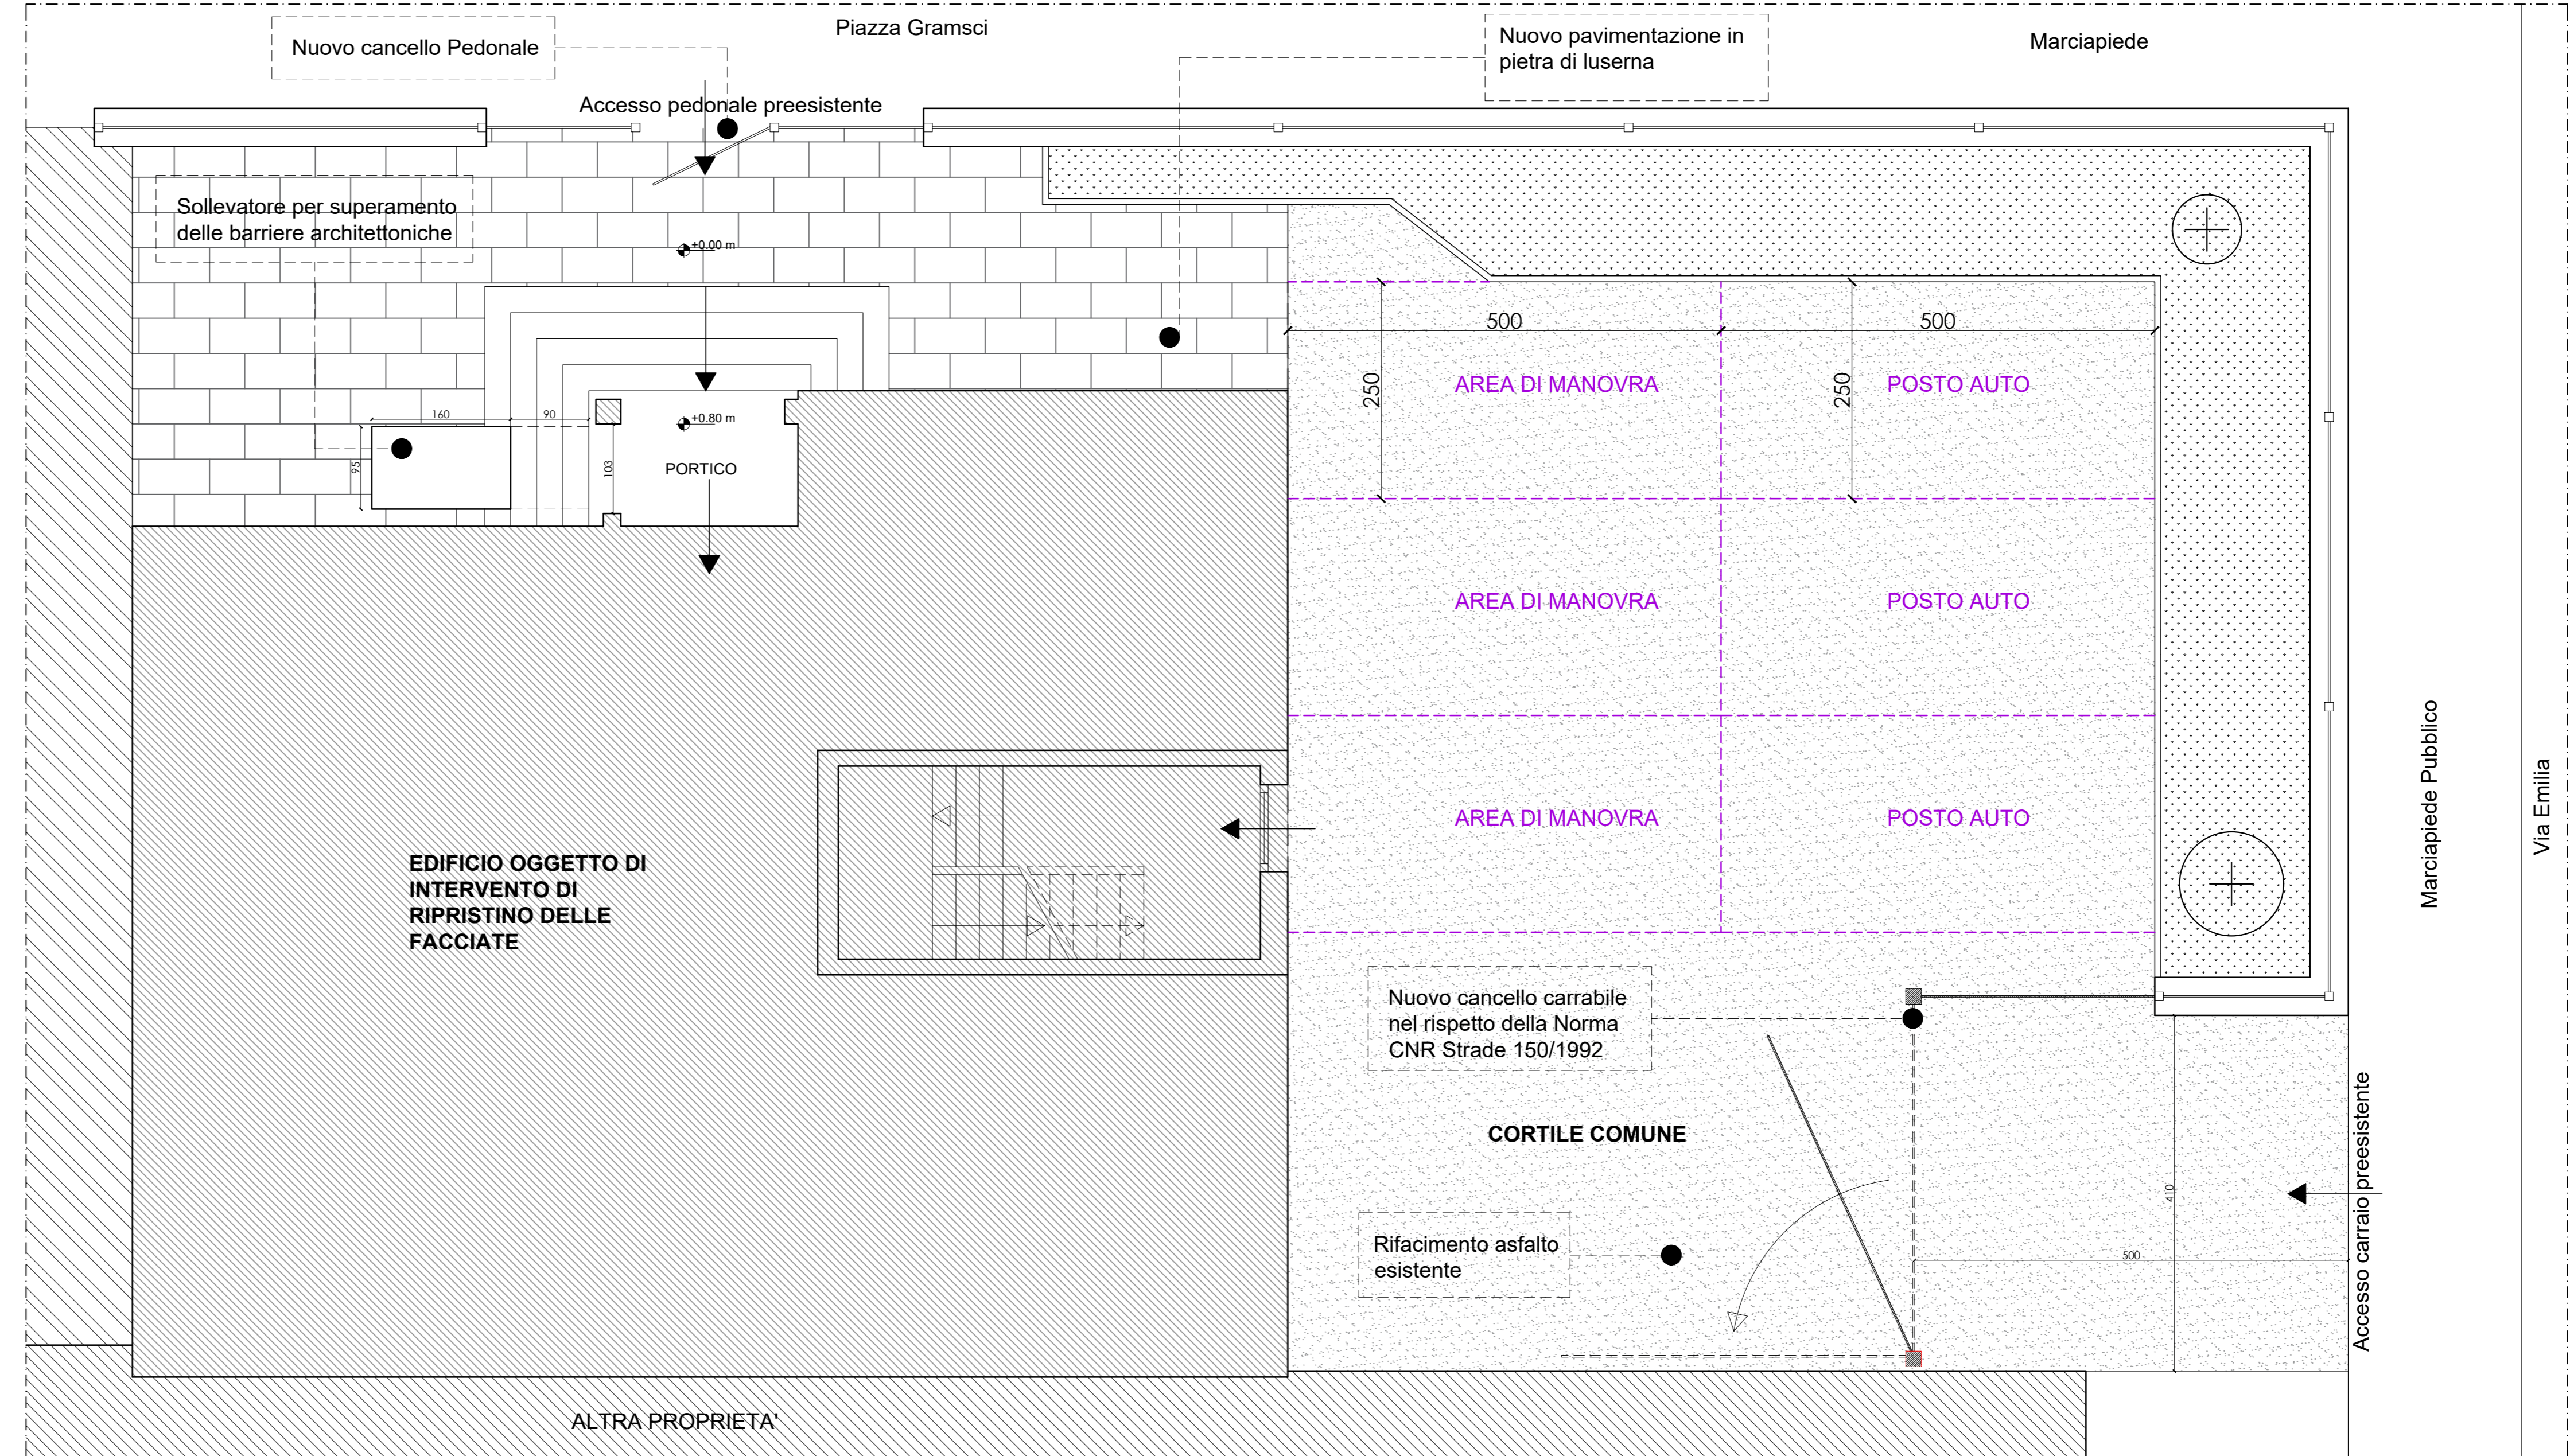 Piazza Gramsci
Nuovo cancello Pedonale
Nuovo pavimentazione in
pietra di luserna
Marciapiede
Accesso pedonale preesistente
Sollevatore per superamento
delle barriere architettoniche
+0.00 m
500
500
250
250
AREA DI MANOVRA
POSTO AUTO
160
90
+0.80 m
95
103
PORTICO
AREA DI MANOVRA
POSTO AUTO
AREA DI MANOVRA
POSTO AUTO
Marciapiede Pubblico
Via Emilia
EDIFICIO OGGETTO DI
INTERVENTO DI
RIPRISTINO DELLE
FACCIATE
Nuovo cancello carrabile
nel rispetto della Norma
CNR Strade 150/1992
CORTILE COMUNE
410
Accesso carraio preesistente
Rifacimento asfalto
esistente
500
ALTRA PROPRIETA'